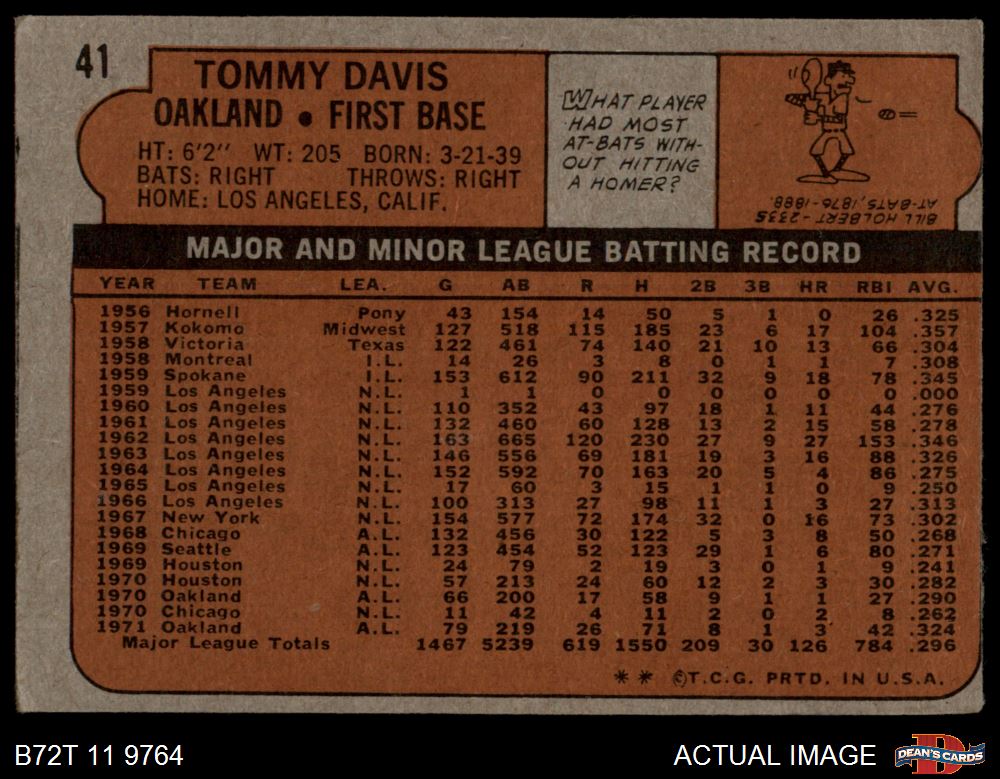 41
TOMMY DAVIS
OAKLAND • FIRST BASE
HT: 6'2" WT: 205 BORN: 3-21-39
BATS: RIGHT THROWS: RIGHT
HOME: LOS ANGELES, CALIF.
WHAT PLAYER
HAD MOST
AT-BATS WITH-
OUT HITTING
A HOMER?
BILL HOLBERT - 2335
AT-BATS, 1876-1888.
MAJOR AND MINOR LEAGUE BATTING RECORD
YEAR TEAM LEA. G AB R H 2B 3B HR RBI AVG.
1956 Hornell Pony 43 154 14 50 5 1 0 26 .325
1957 Kokomo Midwest 127 518 115 185 23 6 17 104 .357
1958 Victoria Texas 122 461 74 140 21 10 13 66 .304
1958 Montreal I.L. 14 26 3 8 0 1 1 7 .308
1959 Spokane I.L. 153 612 90 211 32 9 18 78 .345
1959 Los Angeles N.L. 1 1 0 0 0 0 0 0 .000
1960 Los Angeles N.L. 110 352 43 97 18 1 11 44 .276
1961 Los Angeles N.L. 132 460 60 128 13 2 15 58 .278
1962 Los Angeles N.L. 163 665 120 230 27 9 27 153 .346
1963 Los Angeles N.L. 146 556 69 181 19 3 16 88 .326
1964 Los Angeles N.L. 152 592 70 163 20 5 4 86 .275
1965 Los Angeles N.L. 17 60 3 15 1 1 0 9 .250
1966 Los Angeles N.L. 100 313 27 98 11 1 3 27 .313
1967 New York N.L. 154 577 72 174 32 0 16 73 .302
1968 Chicago A.L. 132 456 30 122 5 3 8 50 .268
1969 Seattle A.L. 123 454 52 123 29 1 6 80 .271
1969 Houston N.L. 24 79 2 19 3 0 1 9 .241
1970 Houston N.L. 57 213 24 60 12 2 3 30 .282
1970 Oakland A.L. 66 200 17 58 9 1 1 27 .290
1970 Chicago N.L. 11 42 4 11 2 0 2 8 .262
1971 Oakland A.L. 79 219 26 71 8 1 3 42 .324
Major League Totals 1467 5239 619 1550 209 30 126 784 .296
* * ©T.C.G. PRTD. IN U.S.A.
B72T 11 9764
ACTUAL IMAGE
DEAN'S CARDS